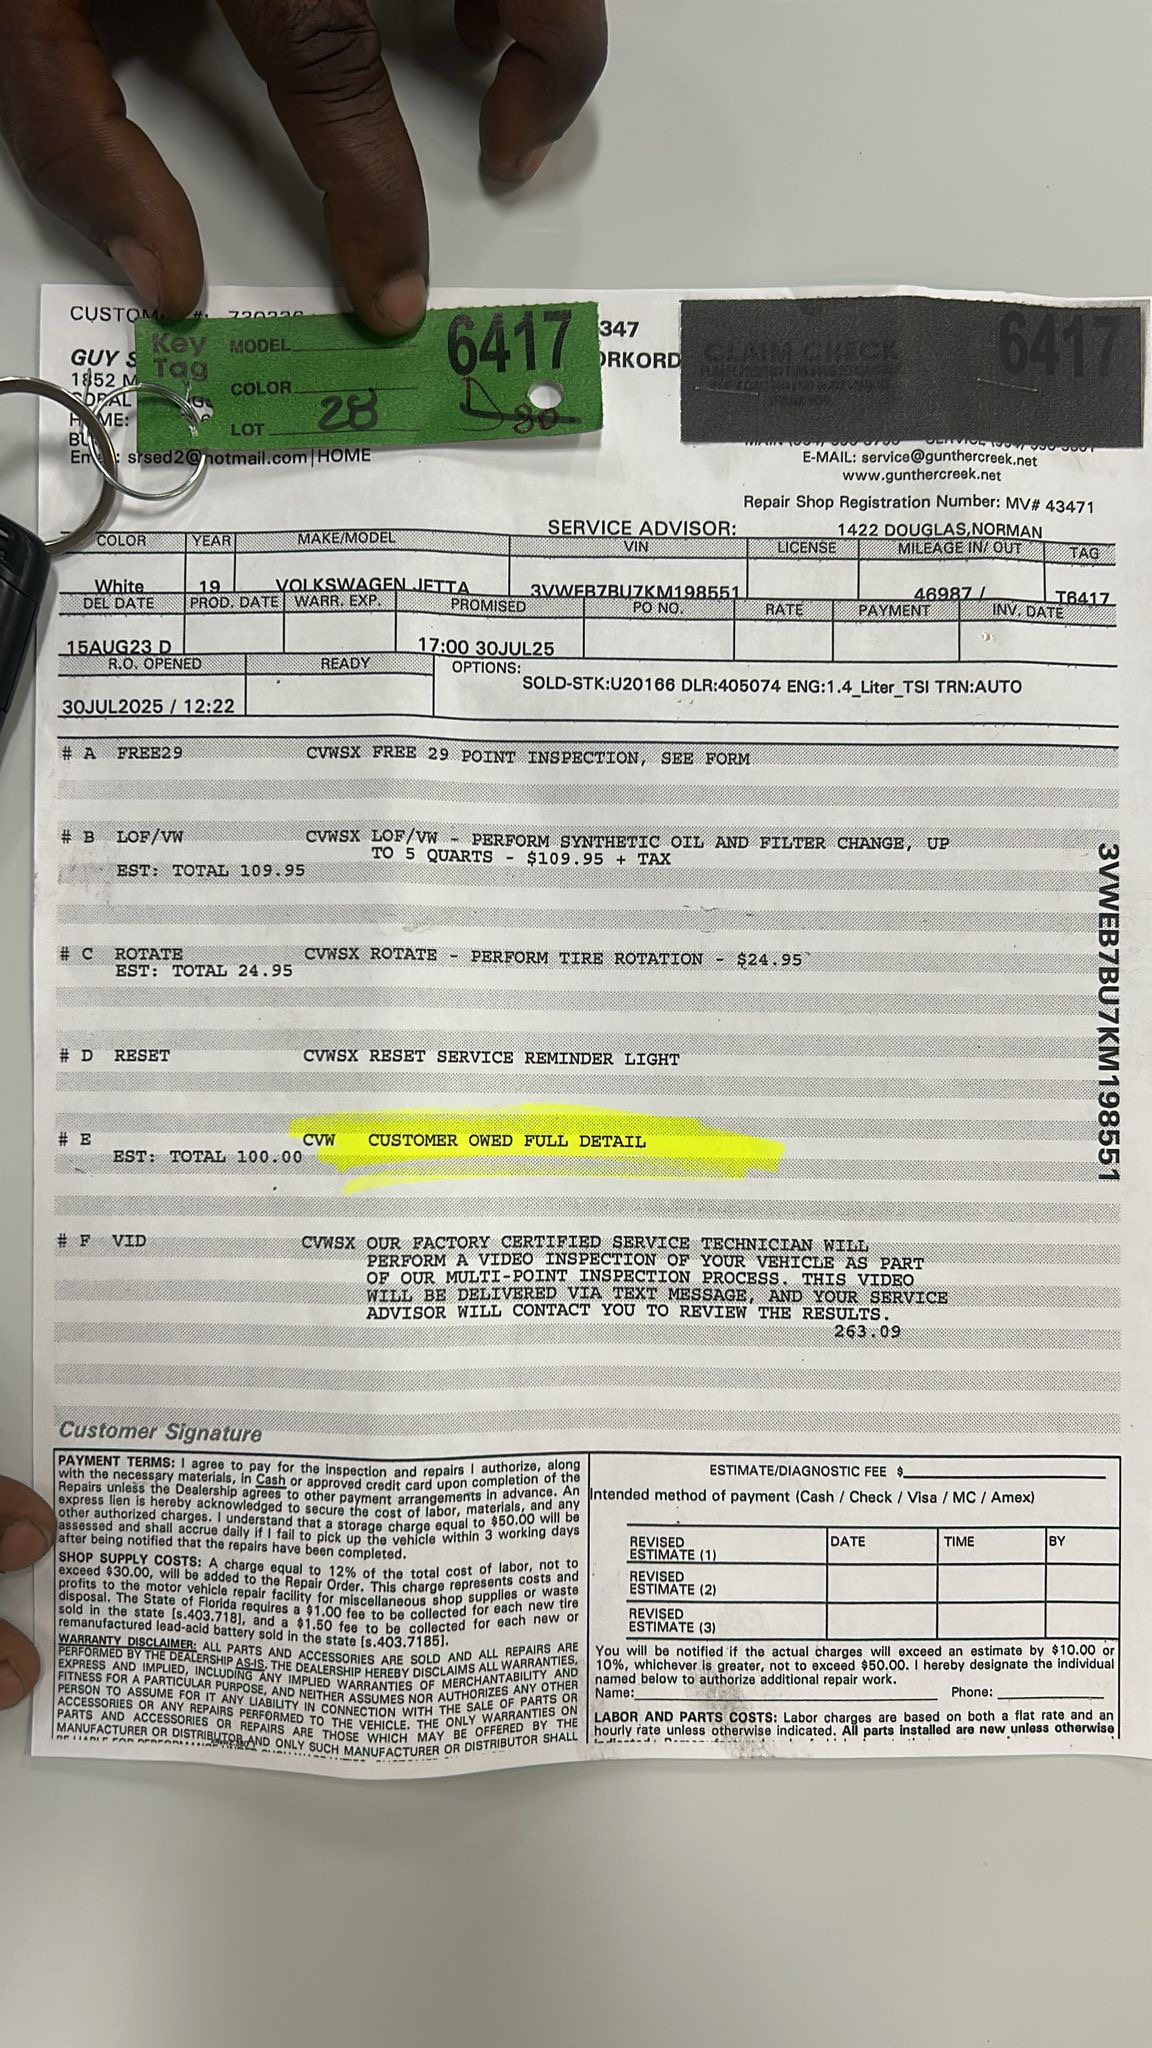 CUSTOM #:
Key Tag
MODEL
COLOR
LOT 28
6417
D 80
347
ORKORD
CLAIM CHECK
6417
GUY S
1852 M
HOME:
BU
srsed2@hotmail.com | HOME
E-MAIL: service@gunthercreek.net
www.gunthercreek.net
Repair Shop Registration Number: MV# 43471
SERVICE ADVISOR: 1422 DOUGLAS,NORMAN
COLOR YEAR MAKE/MODEL VIN LICENSE MILEAGE IN/ OUT TAG
White 19 VOLKSWAGEN JETTA 3VWEB7BU7KM198551 46987 / T6417
DEL DATE PROD. DATE WARR. EXP. PROMISED PO NO. RATE PAYMENT INV. DATE
15AUG23 D 17:00 30JUL25
R.O. OPENED READY OPTIONS:
SOLD-STK:U20166 DLR:405074 ENG:1.4_Liter_TSI TRN:AUTO
30JUL2025 / 12:22
# A FREE29 CVWSX FREE 29 POINT INSPECTION, SEE FORM
# B LOF/VW CVWSX LOF/VW - PERFORM SYNTHETIC OIL AND FILTER CHANGE, UP
TO 5 QUARTS - $109.95 + TAX
EST: TOTAL 109.95
# C ROTATE CVWSX ROTATE - PERFORM TIRE ROTATION - $24.95
EST: TOTAL 24.95
# D RESET CVWSX RESET SERVICE REMINDER LIGHT
# E CVW CUSTOMER OWED FULL DETAIL
EST: TOTAL 100.00
# F VID CVWSX OUR FACTORY CERTIFIED SERVICE TECHNICIAN WILL
PERFORM A VIDEO INSPECTION OF YOUR VEHICLE AS PART
OF OUR MULTI-POINT INSPECTION PROCESS. THIS VIDEO
WILL BE DELIVERED VIA TEXT MESSAGE, AND YOUR SERVICE
ADVISOR WILL CONTACT YOU TO REVIEW THE RESULTS.
263.09
3VWEB7BU7KM198551
Customer Signature
PAYMENT TERMS: I agree to pay for the inspection and repairs I authorize, along
with the necessary materials, in Cash or approved credit card upon completion of the
Repairs unless the Dealership agrees to other payment arrangements in advance. An
express lien is hereby acknowledged to secure the cost of labor, materials, and any
other authorized charges. I understand that a storage charge equal to $50.00 will be
assessed and shall accrue daily if I fail to pick up the vehicle within 3 working days
after being notified that the repairs have been completed.
SHOP SUPPLY COSTS: A charge equal to 12% of the total cost of labor, not to
exceed $30.00, will be added to the Repair Order. This charge represents costs and
profits to the motor vehicle repair facility for miscellaneous shop supplies or waste
disposal. The State of Florida requires a $1.00 fee to be collected for each new tire
sold in the state [s.403.718], and a $1.50 fee to be collected for each new or
remanufactured lead-acid battery sold in the state [s.403.7185].
WARRANTY DISCLAIMER: ALL PARTS AND ACCESSORIES ARE SOLD AND ALL REPAIRS ARE
PERFORMED BY THE DEALERSHIP AS-IS. THE DEALERSHIP HEREBY DISCLAIMS ALL WARRANTIES,
EXPRESS AND IMPLIED, INCLUDING ANY IMPLIED WARRANTIES OF MERCHANTABILITY AND
FITNESS FOR A PARTICULAR PURPOSE, AND NEITHER ASSUMES NOR AUTHORIZES ANY OTHER
PERSON TO ASSUME FOR IT ANY LIABILITY IN CONNECTION WITH THE SALE OF PARTS OR
ACCESSORIES OR ANY REPAIRS PERFORMED TO THE VEHICLE. THE ONLY WARRANTIES ON
PARTS AND ACCESSORIES OR REPAIRS ARE THOSE WHICH MAY BE OFFERED BY THE
MANUFACTURER OR DISTRIBUTOR AND ONLY SUCH MANUFACTURER OR DISTRIBUTOR SHALL
ESTIMATE/DIAGNOSTIC FEE $
Intended method of payment (Cash / Check / Visa / MC / Amex)
REVISED ESTIMATE (1) DATE TIME BY
REVISED ESTIMATE (2)
REVISED ESTIMATE (3)
You will be notified if the actual charges will exceed an estimate by $10.00 or
10%, whichever is greater, not to exceed $50.00. I hereby designate the individual
named below to authorize additional repair work.
Name: Phone:
LABOR AND PARTS COSTS: Labor charges are based on both a flat rate and an
hourly rate unless otherwise indicated. All parts installed are new unless otherwise